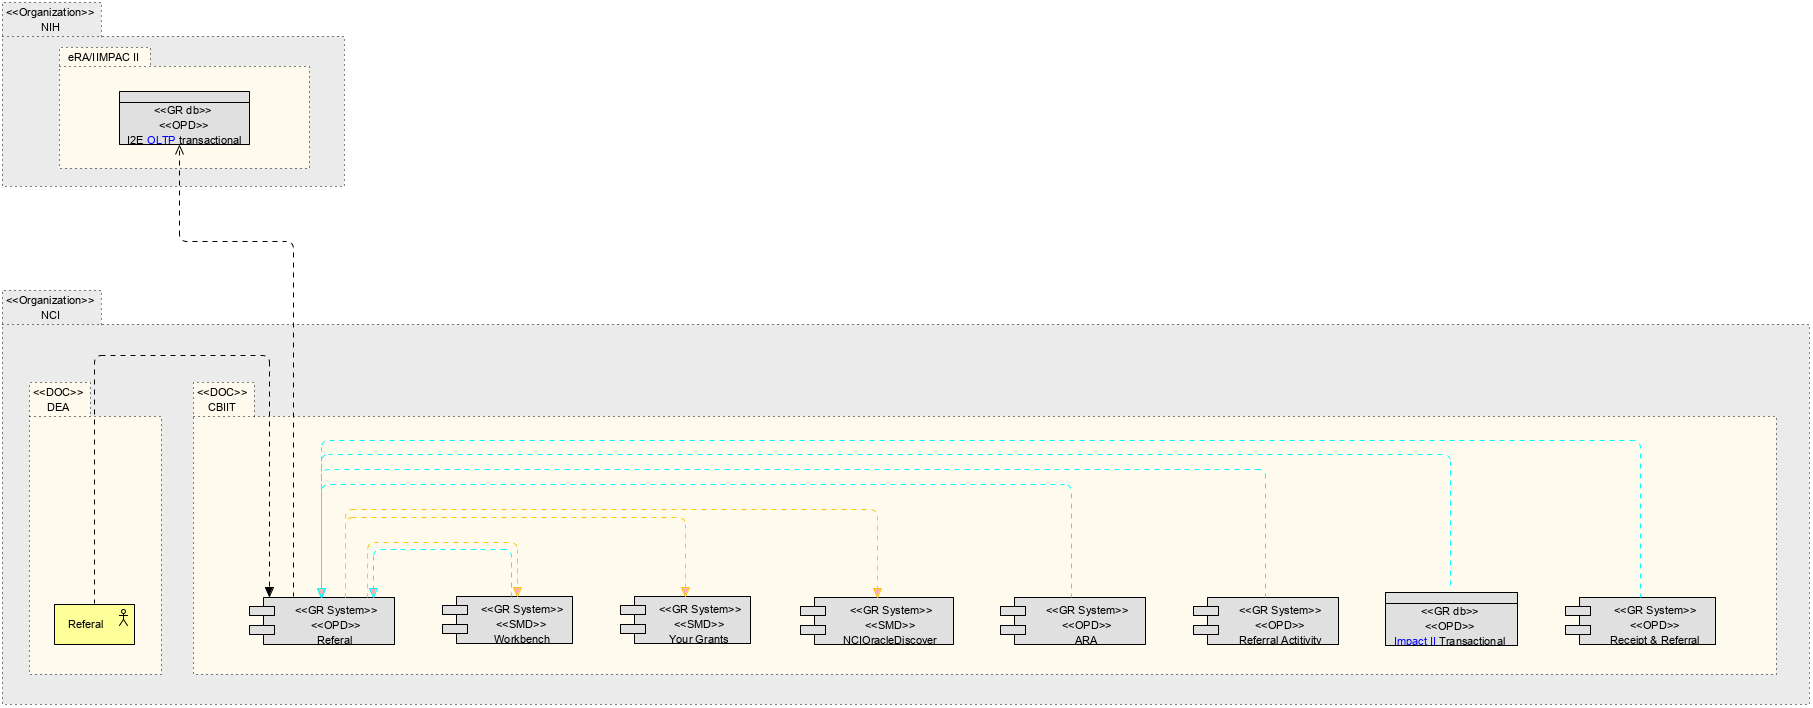 <<Organization>>
NIH
eRA/IIMPAC II
<<GR db>>
<<OPD>>
I2E OLTP transactional
<<Organization>>
NCI
<<DOC>>
DEA
Referal
<<DOC>>
CBIIT
<<GR System>>
<<OPD>>
Referal
<<GR System>>
<<SMD>>
Workbench
<<GR System>>
<<SMD>>
Your Grants
<<GR System>>
<<SMD>>
NCIOracleDiscover
<<GR System>>
<<OPD>>
ARA
<<GR System>>
<<OPD>>
Referral Actitivity
<<GR db>>
<<OPD>>
Impact II Transactional
<<GR System>>
<<OPD>>
Receipt & Referral